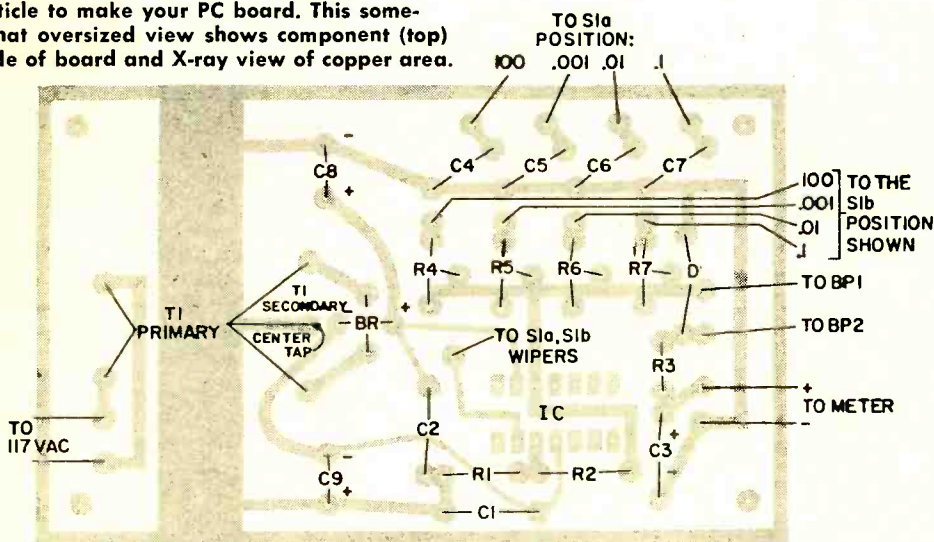 ticle to make your PC board. This some-
hat oversized view shows component (top)
le of board and X-ray view of copper area.
TO S1a
POSITION:
100 .001 .01 .1
C8
-
+
C4
C5
C6
C7
100
.001
.01
.1
TO THE
S1b
POSITION
SHOWN
R4
R5
R6
R7
D
TO BP1
TO BP2
T1
PRIMARY
T1
SECONDARY
CENTER
TAP
-
BR
+
TO S1a, S1b
WIPERS
R3
IC
+
TO METER
-
TO
117 VAC
C2
C3
+
C9
-
+
R1
R2
C1